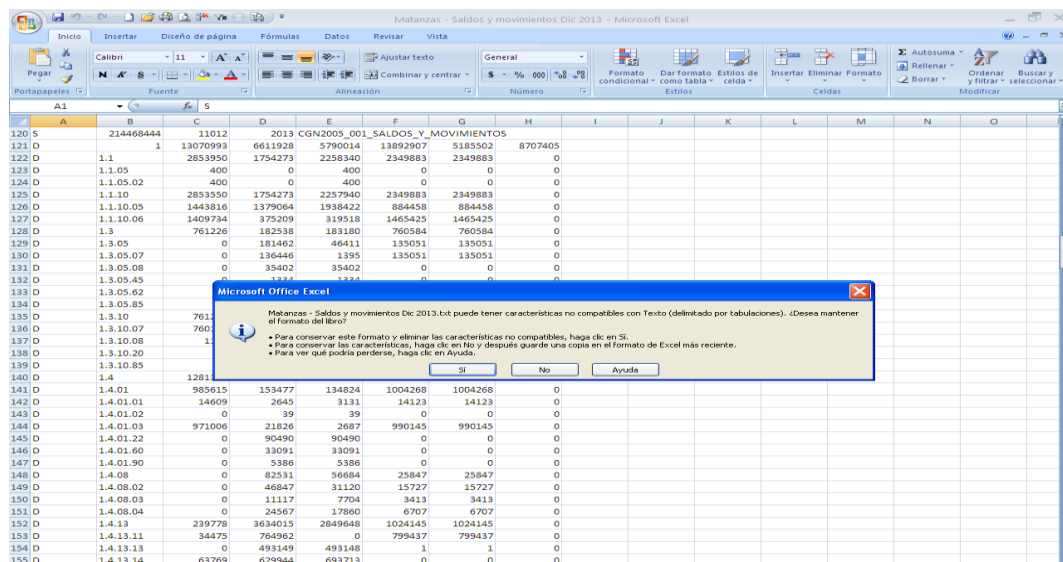 Matanzas - Saldos y movimientos Dic 2013 - Microsoft Excel
Inicio Insertar Diseño de página Fórmulas Datos Revisar Vista
Pegar
Portapapeles
Calibri 11
N K S
Fuente
Ajustar texto
Combinar y centrar
Alineación
General
$ % 000
Número
Formato condicional Dar formato como tabla Estilos de celda
Estilos
Insertar Eliminar Formato
Celdas
Σ Autosuma
Rellenar
Borrar
Ordenar y filtrar Buscar y seleccionar
Modificar
A1 fx S
A B C D E F G H I J K L M N O
120 S 214468444 11012 2013 CGN2005_001_SALDOS_Y_MOVIMIENTOS
121 D 1 13070993 6611928 5790014 13892907 5185502 8707405
122 D 1.1 2853950 1754273 2258340 2349883 2349883 0
123 D 1.1.05 400 0 400 0 0 0
124 D 1.1.05.02 400 0 400 0 0 0
125 D 1.1.10 2853550 1754273 2257940 2349883 2349883 0
126 D 1.1.10.05 1443816 1379064 1938422 884458 884458 0
127 D 1.1.10.06 1409734 375209 319518 1465425 1465425 0
128 D 1.3 761226 182538 183180 760584 760584 0
129 D 1.3.05 0 181462 46411 135051 135051 0
130 D 1.3.05.07 0 136446 1395 135051 135051 0
131 D 1.3.05.08 0 35402 35402 0 0 0
132 D 1.3.05.45 0 1334 1334 0 0 0
133 D 1.3.05.62
134 D 1.3.05.85
135 D 1.3.10
136 D 1.3.10.07
137 D 1.3.10.08
138 D 1.3.10.20
139 D 1.3.10.85
Microsoft Office Excel
Matanzas - Saldos y movimientos Dic 2013.txt puede tener características no compatibles con Texto (delimitado por tabulaciones). ¿Desea mantener
el formato del libro?
• Para conservar este formato y eliminar las características no compatibles, haga clic en Sí.
• Para conservar las características, haga clic en No y después guarde una copia en el formato de Excel más reciente.
• Para ver qué podría perderse, haga clic en Ayuda.
Sí No Ayuda
140 D 1.4
141 D 1.4.01 985615 153477 134824 1004268 1004268 0
142 D 1.4.01.01 14609 2645 3131 14123 14123 0
143 D 1.4.01.02 0 39 39 0 0 0
144 D 1.4.01.03 971006 21826 2687 990145 990145 0
145 D 1.4.01.22 0 90490 90490 0 0 0
146 D 1.4.01.60 0 33091 33091 0 0 0
147 D 1.4.01.90 0 5386 5386 0 0 0
148 D 1.4.08 0 82531 56684 25847 25847 0
149 D 1.4.08.02 0 46847 31120 15727 15727 0
150 D 1.4.08.03 0 11117 7704 3413 3413 0
151 D 1.4.08.04 0 24567 17860 6707 6707 0
152 D 1.4.13 239778 3634015 2849648 1024145 1024145 0
153 D 1.4.13.11 34475 764962 0 799437 799437 0
154 D 1.4.13.13 0 493149 493148 1 1 0
155 D 1.4.13.14 63769 629944 693713 0 0 0